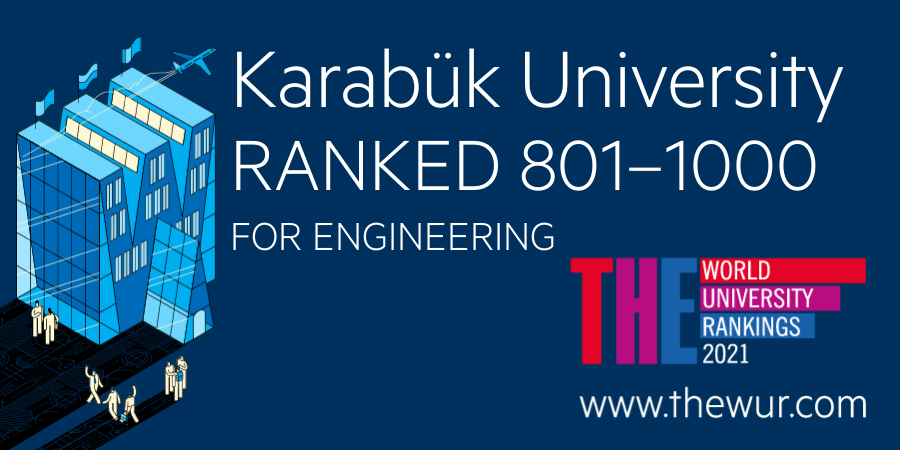 Karabük University
RANKED 801–1000
FOR ENGINEERING
THE
WORLD
UNIVERSITY
RANKINGS
2021
www.thewur.com